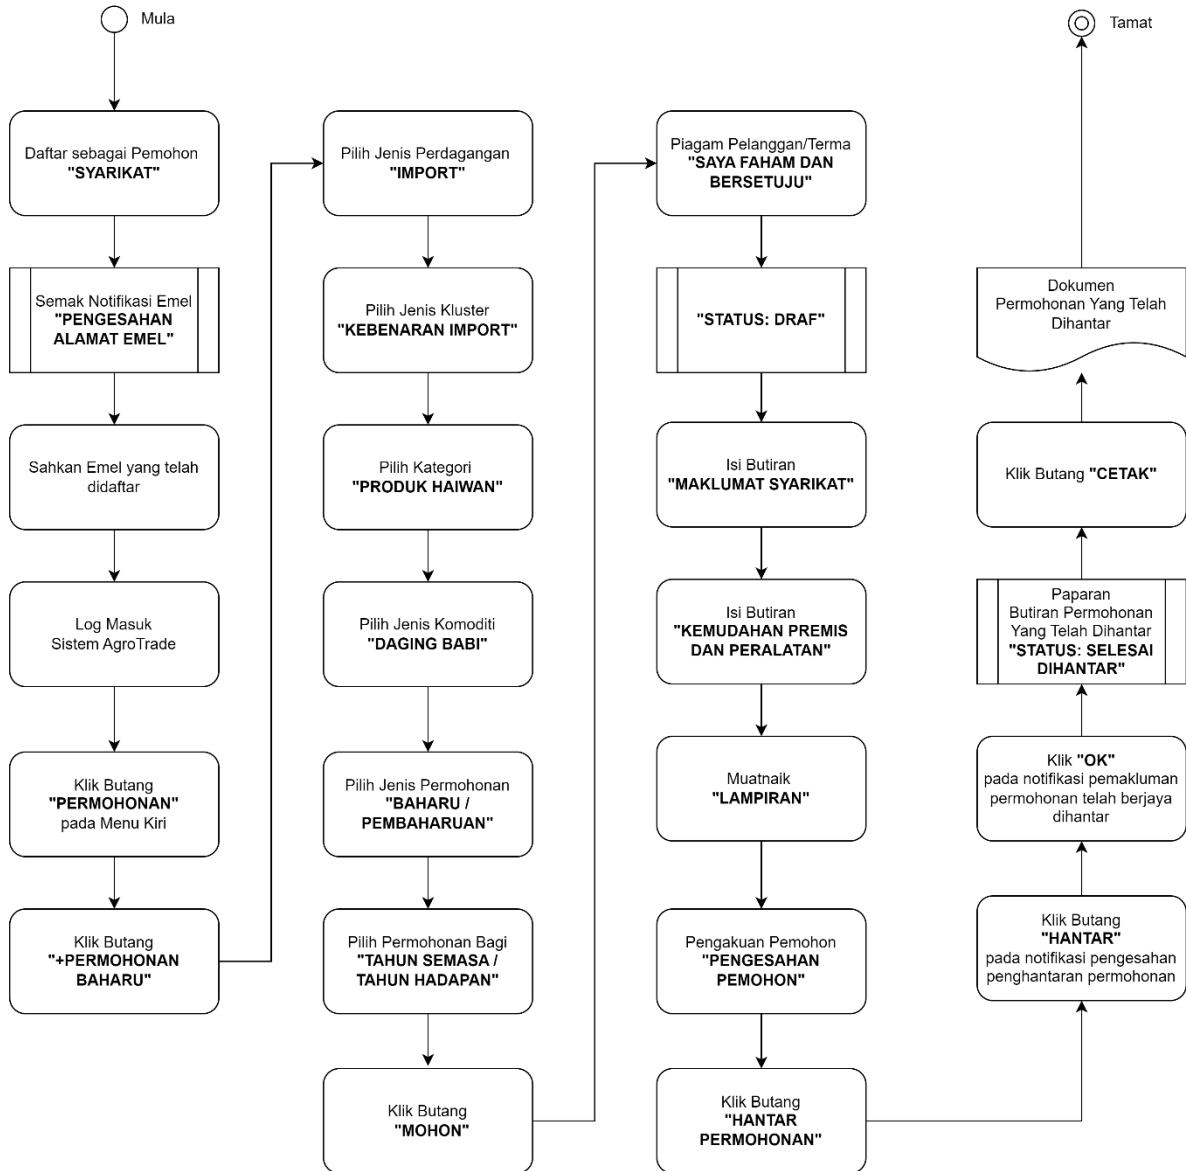 Mula
Daftar sebagai Pemohon
"SYARIKAT"
Semak Notifikasi Emel
"PENGESAHAN
ALAMAT EMEL"
Sahkan Emel yang telah
didaftar
Log Masuk
Sistem AgroTrade
Klik Butang
"PERMOHONAN"
pada Menu Kiri
Klik Butang
"+PERMOHONAN
BAHARU"
Pilih Jenis Perdagangan
"IMPORT"
Pilih Jenis Kluster
"KEBENARAN IMPORT"
Pilih Kategori
"PRODUK HAIWAN"
Pilih Jenis Komoditi
"DAGING BABI"
Pilih Jenis Permohonan
"BAHARU /
PEMBAHARUAN"
Pilih Permohonan Bagi
"TAHUN SEMASA /
TAHUN HADAPAN"
Klik Butang
"MOHON"
Piagam Pelanggan/Terma
"SAYA FAHAM DAN
BERSETUJU"
"STATUS: DRAF"
Isi Butiran
"MAKLUMAT SYARIKAT"
Isi Butiran
"KEMUDAHAN PREMIS
DAN PERALATAN"
Muatnaik
"LAMPIRAN"
Pengakuan Pemohon
"PENGESAHAN
PEMOHON"
Klik Butang
"HANTAR
PERMOHONAN"
Klik Butang
"HANTAR"
pada notifikasi pengesahan
penghantaran permohonan
Klik "OK"
pada notifikasi pemakluman
permohonan telah berjaya
dihantar
Paparan
Butiran Permohonan
Yang Telah Dihantar
"STATUS: SELESAI
DIHANTAR"
Klik Butang "CETAK"
Dokumen
Permohonan Yang Telah
Dihantar
Tamat